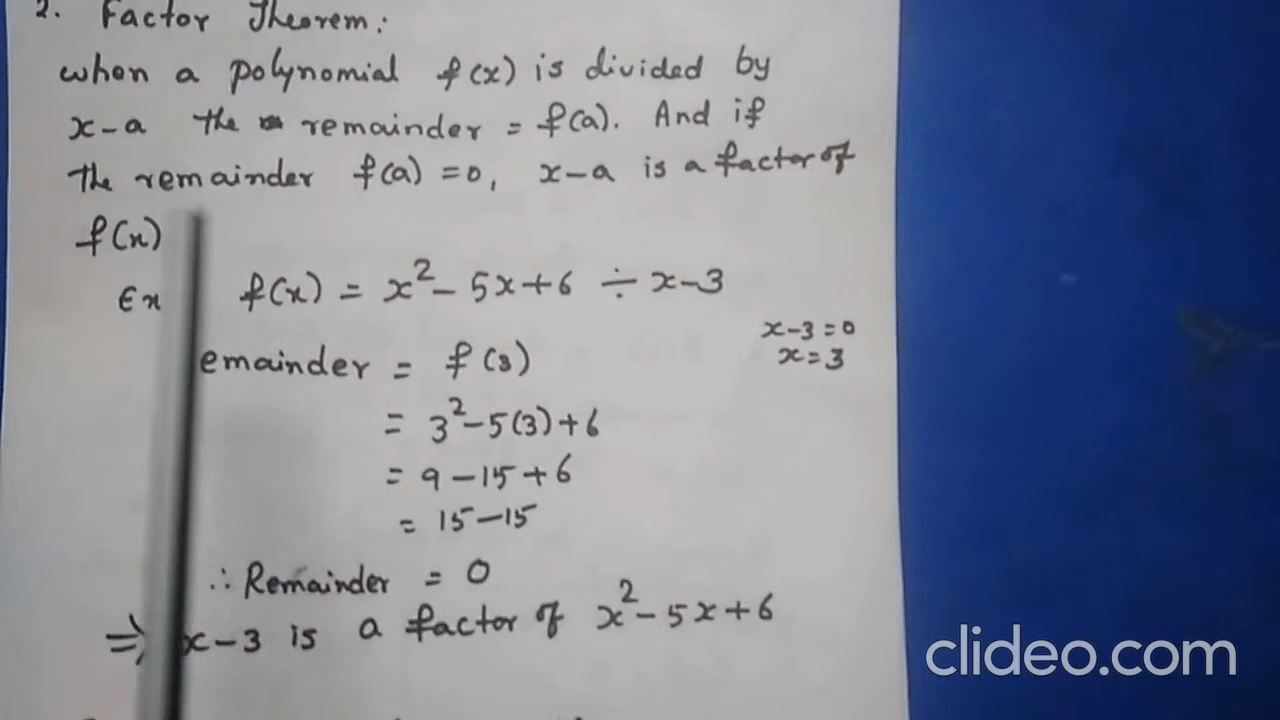 2. Factor Theorem:
when a polynomial f(x) is divided by
x-a the remainder = f(a). And if
the remainder f(a) = 0, x-a is a factor of
f(x)
Ex f(x) = x² - 5x + 6 ÷ x-3
x-3 = 0
x = 3
emainder = f(3)
= 3² - 5(3) + 6
= 9 - 15 + 6
= 15 - 15
∴ Remainder = 0
⇒ x-3 is a factor of x² - 5x + 6
clideo.com